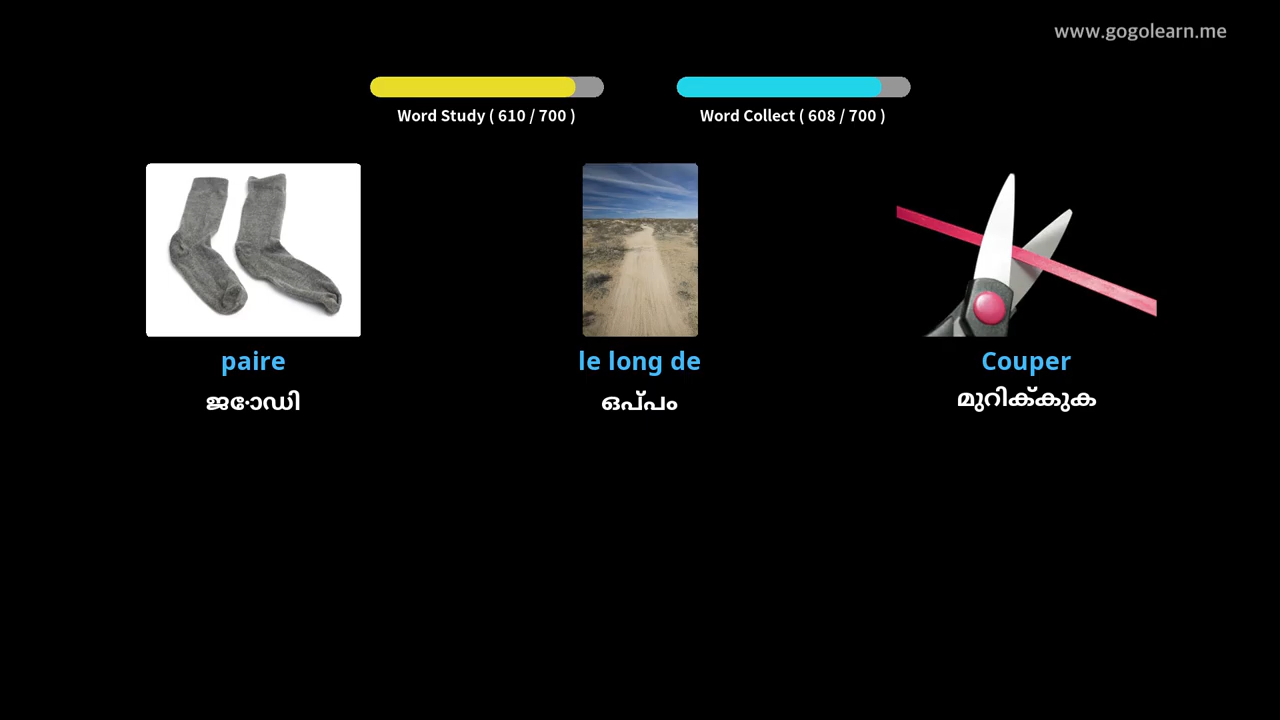 www.gogolearn.me
Word Study ( 610 / 700 )
Word Collect ( 608 / 700 )
paire
le long de
Couper
ജോഡി
ഒപ്പം
മുറിക്കുക